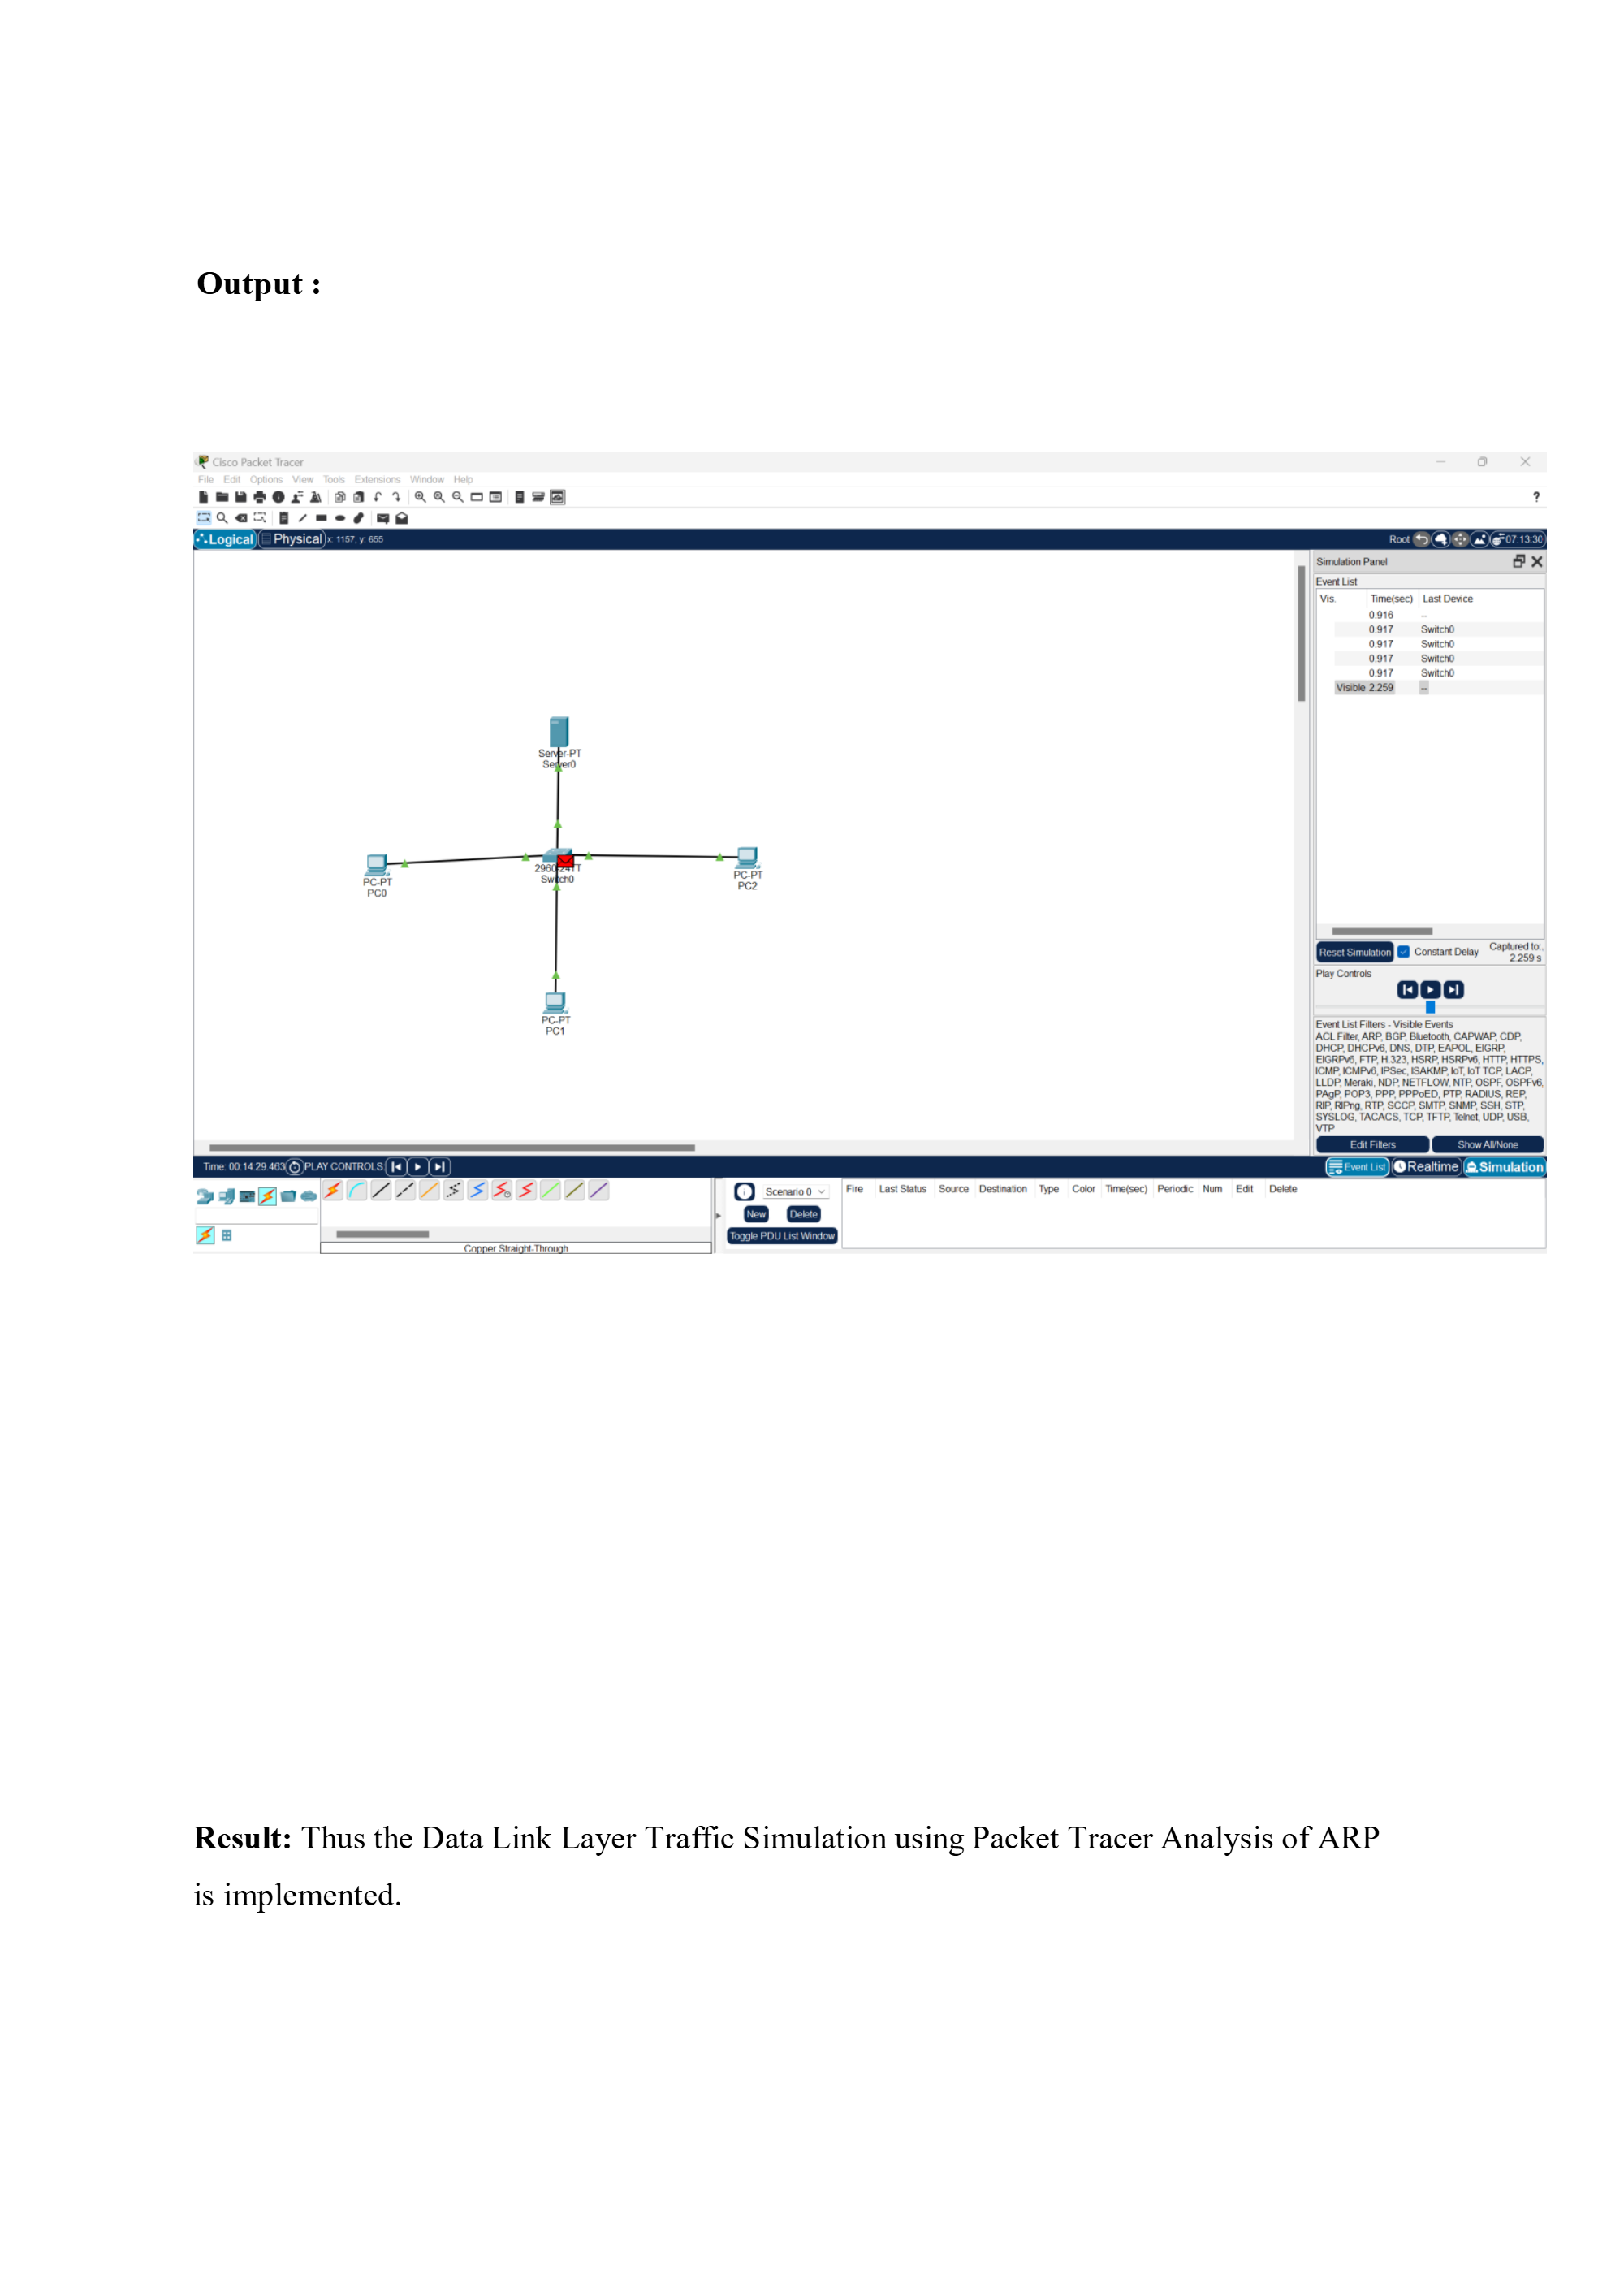 Output :
Cisco Packet Tracer
File Edit Options View Tools Extensions Window Help
?
Logical Physical x: 1157, y: 655 Root 07:13:30
Simulation Panel
Event List
Vis. Time(sec) Last Device
0.916 --
0.917 Switch0
0.917 Switch0
0.917 Switch0
0.917 Switch0
Visible 2.259 --
Server-PT
Server0
PC-PT
PC0
2960-24TT
Switch0
PC-PT
PC2
PC-PT
PC1
Reset Simulation Constant Delay Captured to:
2.259 s
Play Controls
Event List Filters - Visible Events
ACL Filter, ARP, BGP, Bluetooth, CAPWAP, CDP,
DHCP, DHCPv6, DNS, DTP, EAPOL, EIGRP,
EIGRPv6, FTP, H.323, HSRP, HSRPv6, HTTP, HTTPS,
ICMP, ICMPv6, IPSec, ISAKMP, IoT, IoT TCP, LACP,
LLDP, Meraki, NDP, NETFLOW, NTP, OSPF, OSPFv6,
PAgP, POP3, PPP, PPPoED, PTP, RADIUS, REP,
RIP, RIPng, RTP, SCCP, SMTP, SNMP, SSH, STP,
SYSLOG, TACACS, TCP, TFTP, Telnet, UDP, USB,
VTP
Edit Filters Show All/None
Time: 00:14:29.463 PLAY CONTROLS: Event List Realtime Simulation
Scenario 0 Fire Last Status Source Destination Type Color Time(sec) Periodic Num Edit Delete
New Delete
Toggle PDU List Window
Copper Straight-Through
Result: Thus the Data Link Layer Traffic Simulation using Packet Tracer Analysis of ARP
is implemented.